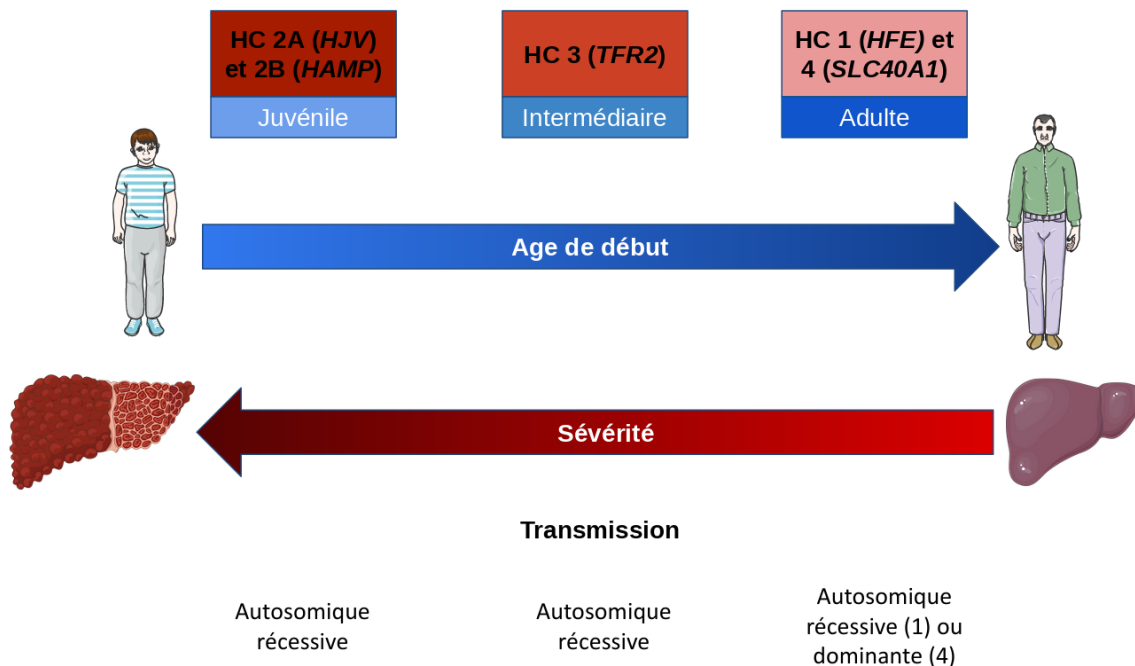 HC 2A (HJV)
et 2B (HAMP)
Juvénile
HC 3 (TFR2)
Intermédiaire
HC 1 (HFE) et
4 (SLC40A1)
Adulte
Age de début
Sévérité
Transmission
Autosomique
récessive
Autosomique
récessive
Autosomique
récessive (1) ou
dominante (4)